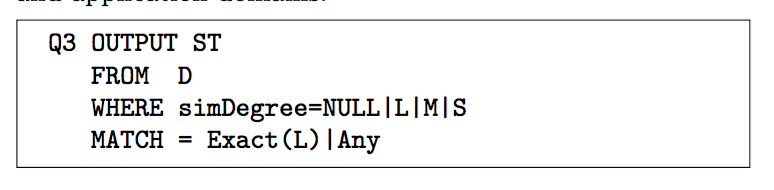 Q3 OUTPUT ST
FROM D
WHERE simDegree=NULL|L|M|S
MATCH = Exact(L)|Any